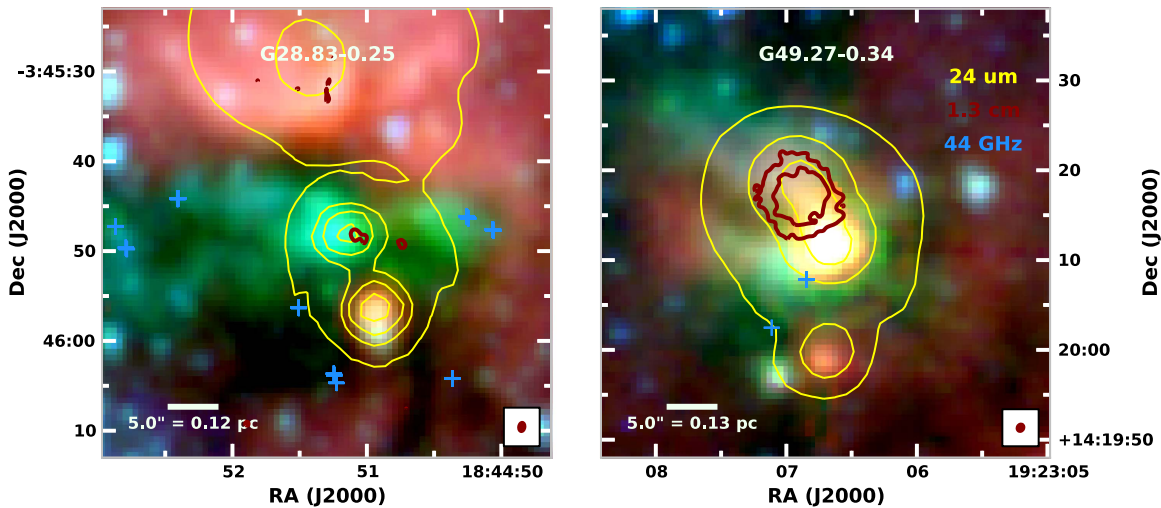 G28.83-0.25
-3:45:30
40
50
46:00
10
Dec (J2000)
5.0" = 0.12 pc
52
51
18:44:50
RA (J2000)
G49.27-0.34
24 um
1.3 cm
44 GHz
30
20
10
20:00
+14:19:50
Dec (J2000)
5.0" = 0.13 pc
08
07
06
19:23:05
RA (J2000)